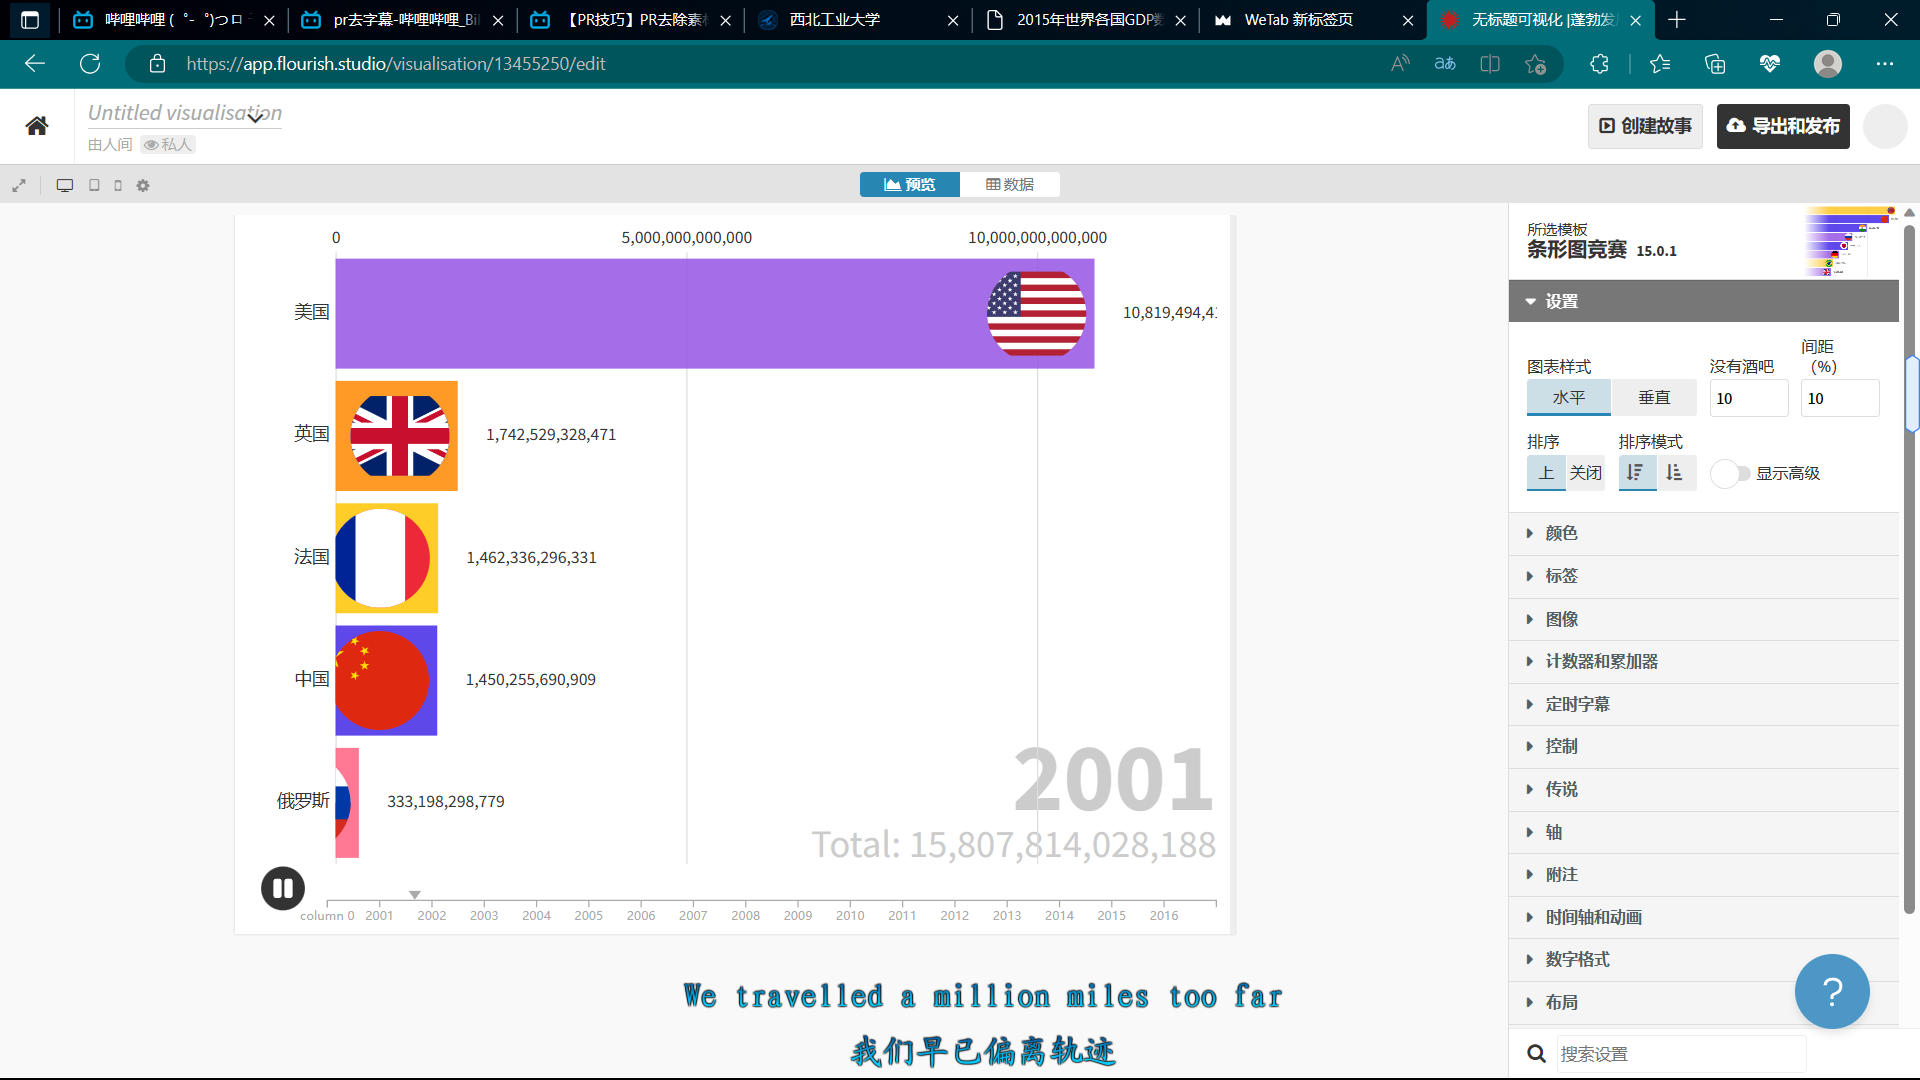 哔哩哔哩 (゜-゜)つロ
pr去字幕-哔哩哔哩_Bil
【PR技巧】PR去除素材
西北工业大学
2015年世界各国GDP数
WeTab 新标签页
无标题可视化 |蓬勃发
https://app.flourish.studio/visualisation/13455250/edit
Untitled visualisation
由人间 私人
创建故事
导出和发布
预览
数据
0 5,000,000,000,000 10,000,000,000,000
美国 10,819,494,41
英国 1,742,529,328,471
法国 1,462,336,296,331
中国 1,450,255,690,909
俄罗斯 333,198,298,779
2001
Total: 15,807,814,028,188
column 0 2001 2002 2003 2004 2005 2006 2007 2008 2009 2010 2011 2012 2013 2014 2015 2016
We travelled a million miles too far
我们早已偏离轨迹
所选模板
条形图竞赛 15.0.1
设置
图表样式 没有酒吧 间距（%）
水平 垂直 10 10
排序 排序模式
上 关闭 显示高级
颜色
标签
图像
计数器和累加器
定时字幕
控制
传说
轴
附注
时间轴和动画
数字格式
布局
?
搜索设置